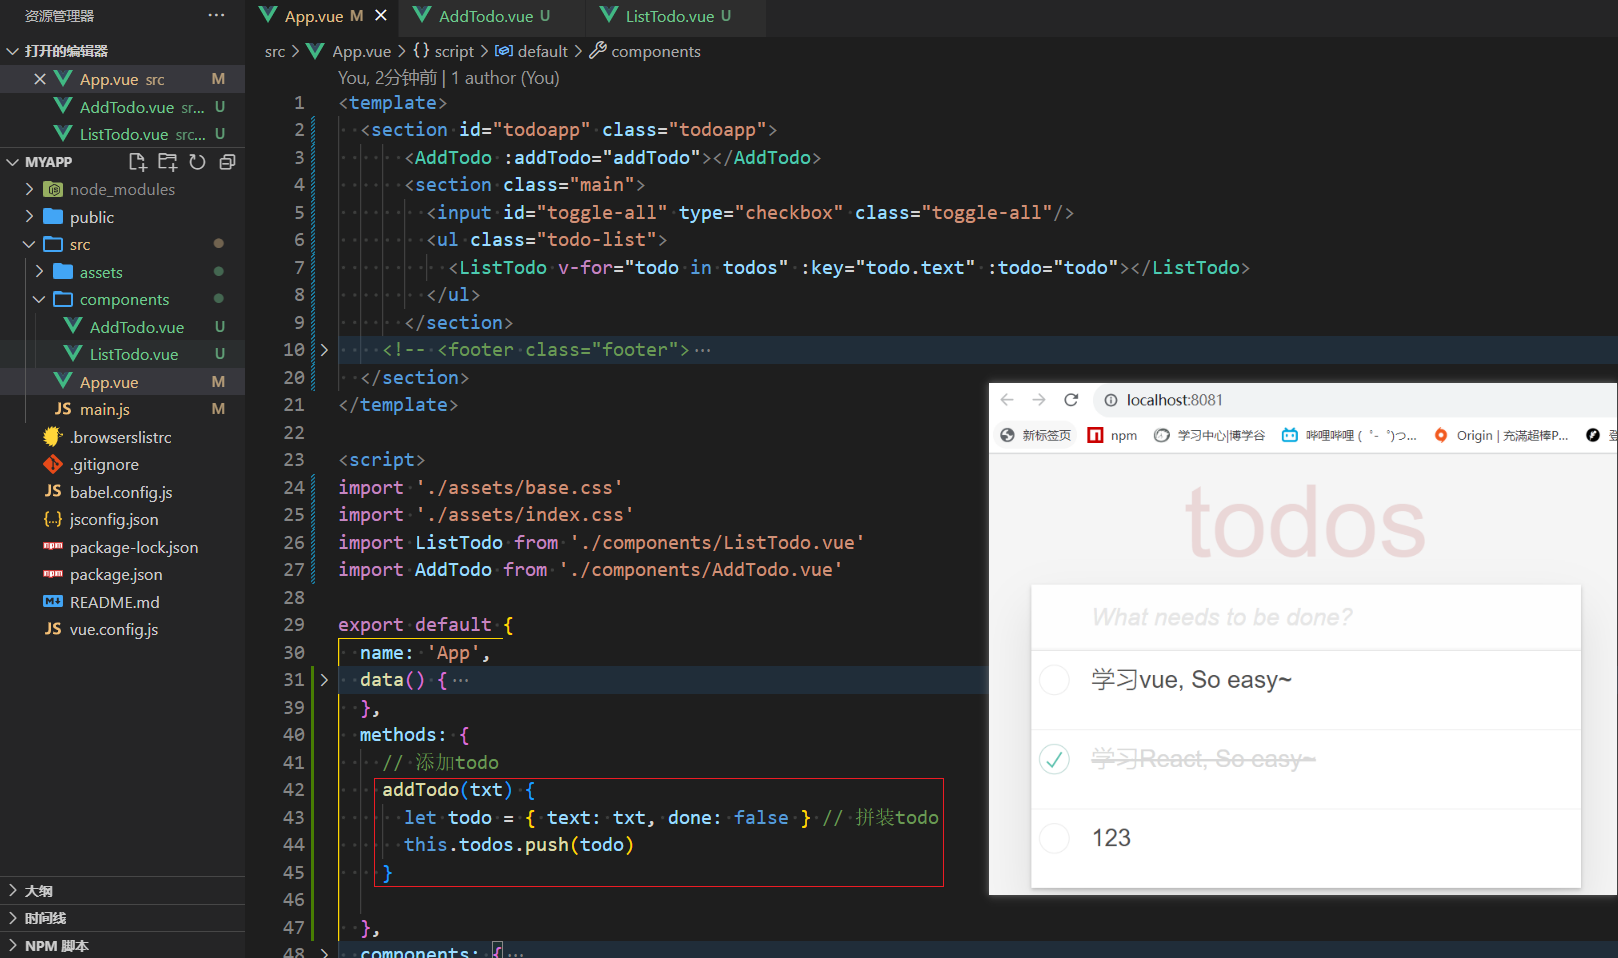 资源管理器
打开的编辑器
App.vue src M
AddTodo.vue sr... U
ListTodo.vue src... U
MYAPP
node_modules
public
src
assets
components
AddTodo.vue U
ListTodo.vue U
App.vue M
JS main.js M
.browserslistrc
.gitignore
JS babel.config.js
{..} jsconfig.json
npm package-lock.json
npm package.json
README.md
JS vue.config.js
大纲
时间线
NPM 脚本
App.vue M
AddTodo.vue U
ListTodo.vue U
src > App.vue > {} script > default > components
You, 2分钟前 | 1 author (You)
1 <template>
2 <section id="todoapp" class="todoapp">
3 <AddTodo :addTodo="addTodo"></AddTodo>
4 <section class="main">
5 <input id="toggle-all" type="checkbox" class="toggle-all"/>
6 <ul class="todo-list">
7 <ListTodo v-for="todo in todos" :key="todo.text" :todo="todo"></ListTodo>
8 </ul>
9 </section>
10 <!-- <footer class="footer">···
20 </section>
21 </template>
22
23 <script>
24 import './assets/base.css'
25 import './assets/index.css'
26 import ListTodo from './components/ListTodo.vue'
27 import AddTodo from './components/AddTodo.vue'
28
29 export default {
30 name: 'App',
31 data() {···
39 },
40 methods: {
41 // 添加todo
42 addTodo(txt) {
43 let todo = { text: txt, done: false } // 拼装todo
44 this.todos.push(todo)
45 }
46
47 },
48 components: {···
localhost:8081
新标签页
npm
学习中心|博学谷
哔哩哔哩 (゜-゜)つ...
Origin | 充满超棒P...
登
todos
What needs to be done?
学习vue, So easy~
学习React, So easy~
123